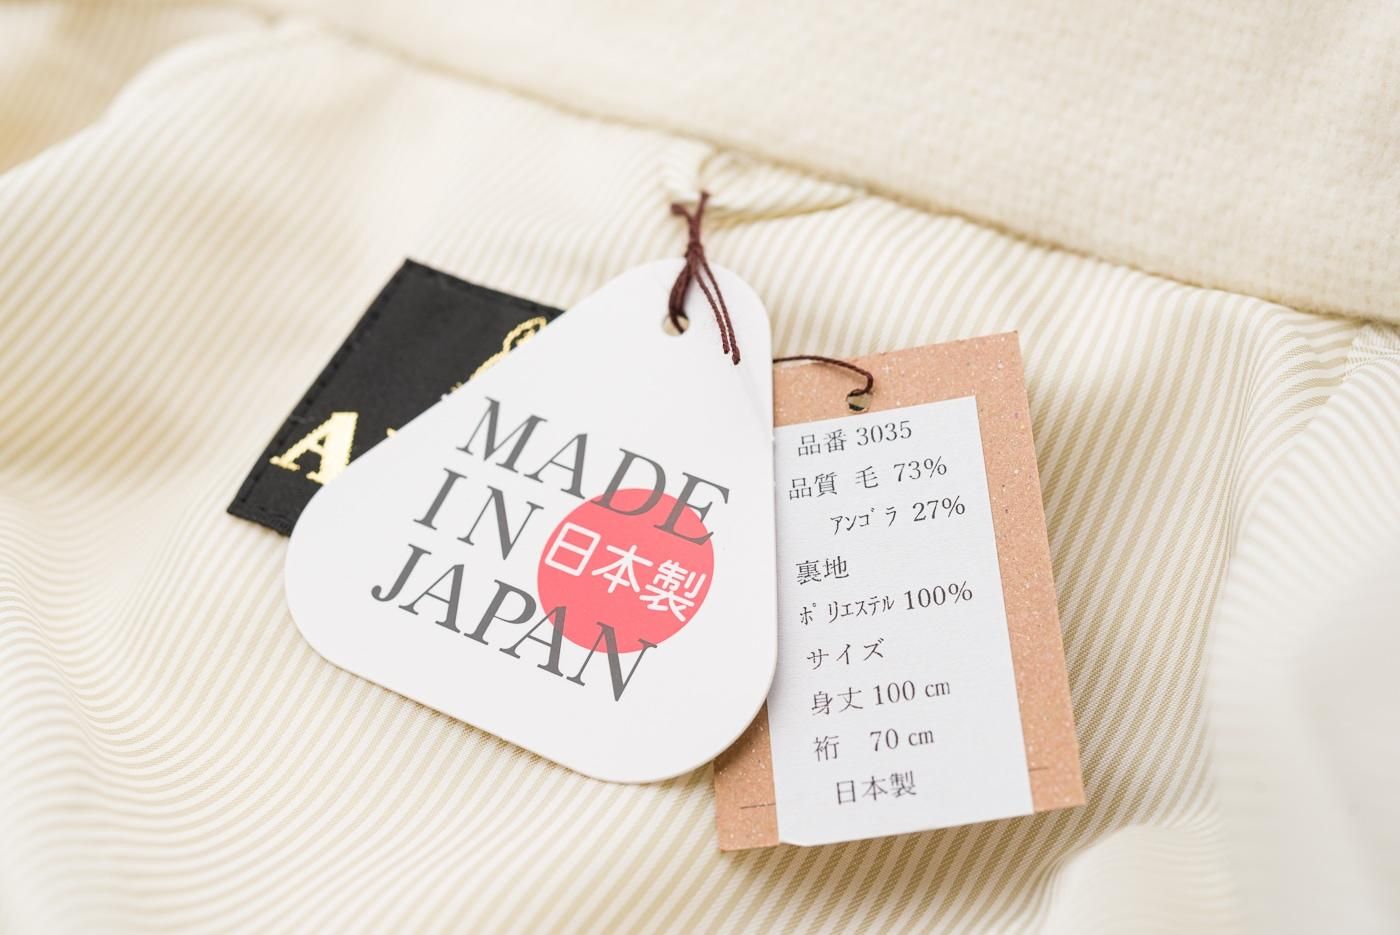 MADE
IN
JAPAN
日本製
品番 3035
品質 毛 73%
アンゴラ 27%
裏地
ポリエステル 100%
サイズ
身丈 100 cm
裄 70 cm
日本製